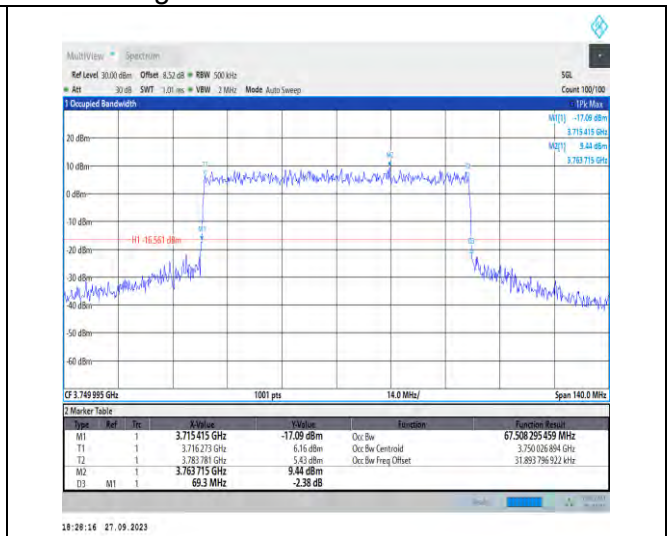 MultiView Spectrum
Ref Level 30.00 dBm Offset 8.52 dB RBW 500 kHz SGL
Att 30 dB SWT 1.01 ms VBW 2 MHz Mode Auto Sweep Count 100/100
1 Occupied Bandwidth 1Pk Max
M1[1] -17.09 dBm
3.715 415 GHz
M2[1] 9.44 dBm
3.763 715 GHz
20 dBm
10 dBm
0 dBm
-10 dBm
H1 -16.561 dBm
-20 dBm
-30 dBm
-40 dBm
-50 dBm
-60 dBm
T1
M2
M1
D3
CF 3.749 995 GHz 1001 pts 14.0 MHz/ Span 140.0 MHz
2 Marker Table
Type Ref Trc X-Value Y-Value Function Function Result
M1 1 3.715 415 GHz -17.09 dBm Occ Bw 67.508 295 459 MHz
T1 1 3.716 273 GHz 6.16 dBm Occ Bw Centroid 3.750 026 894 GHz
T2 1 3.783 781 GHz 5.43 dBm Occ Bw Freq Offset 31.893 796 922 kHz
M2 1 3.763 715 GHz 9.44 dBm
D3 M1 1 69.3 MHz -2.38 dB
18:28:16 27.09.2023